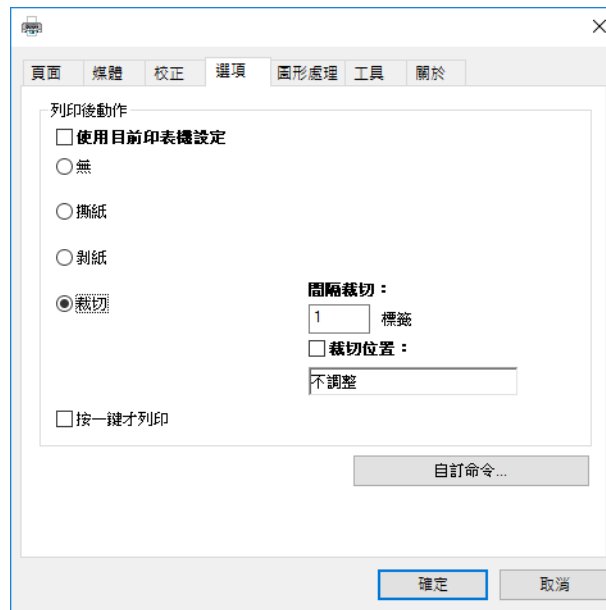 頁面 媒體 校正 選項 圖形處理 工具 關於
列印後動作
使用目前印表機設定
無
撕紙
剝紙
裁切
間隔裁切：
1 標籤
裁切位置：
不調整
按一鍵才列印
自訂命令...
確定 取消